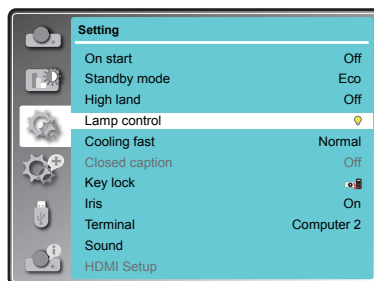 Setting
On start Off
Standby mode Eco
High land Off
Lamp control
Cooling fast Normal
Closed caption Off
Key lock
Iris On
Terminal Computer 2
Sound
HDMI Setup